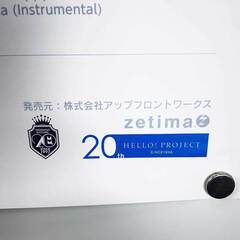 a (Instrumental)
発売元：株式会社アップフロントワークス
zetima
20th HELLO! PROJECT
SINCE 1998